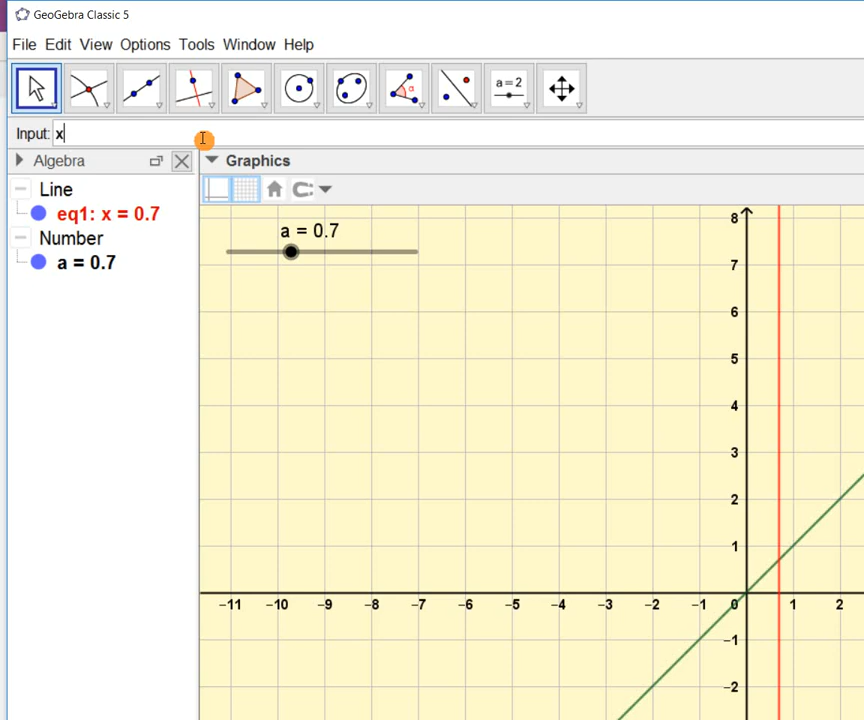 GeoGebra Classic 5
File Edit View Options Tools Window Help
α a=2
Input: x
Algebra Graphics
Line
eq1: x = 0.7
Number
a = 0.7
a = 0.7
8
7
6
5
4
3
2
1
−11 −10 −9 −8 −7 −6 −5 −4 −3 −2 −1 0 1 2
−1
−2